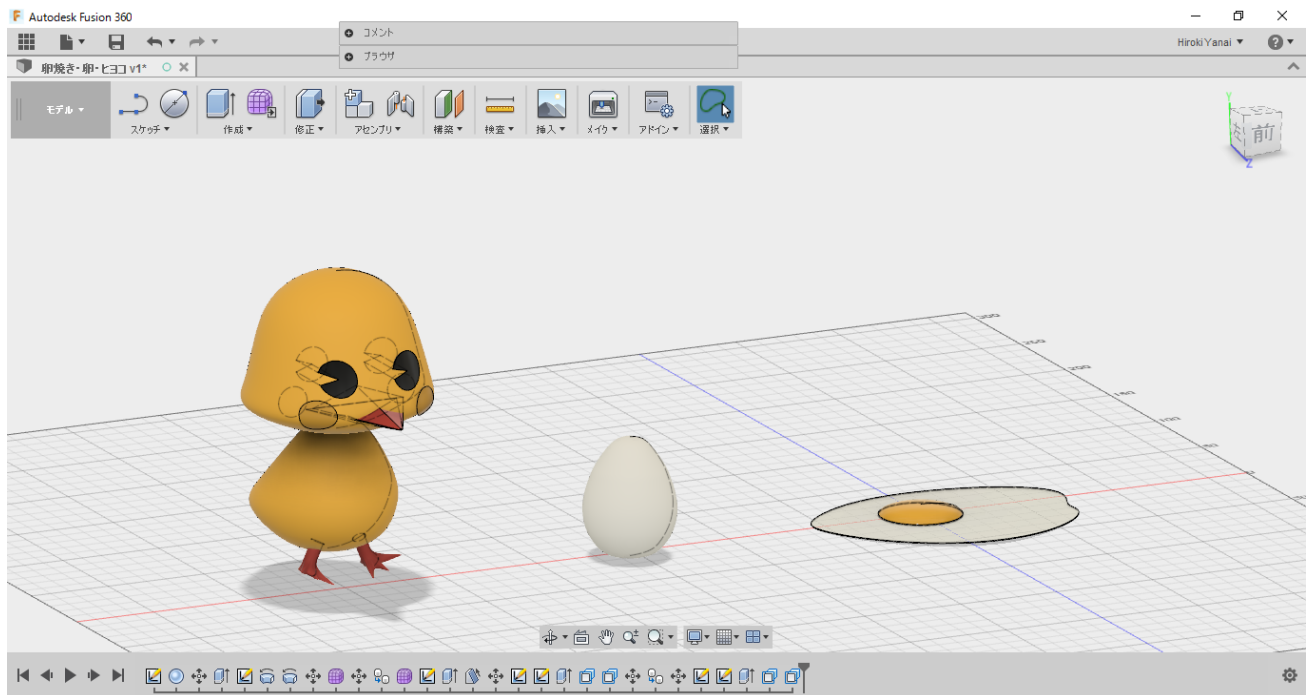 Autodesk Fusion 360
コメント
ブラウザ
Hiroki Yanai
卵焼き・卵・ヒヨコ v1*
モデル
スケッチ
作成
修正
アセンブリ
構築
検査
挿入
メイク
アドイン
選択
Y
前
Z